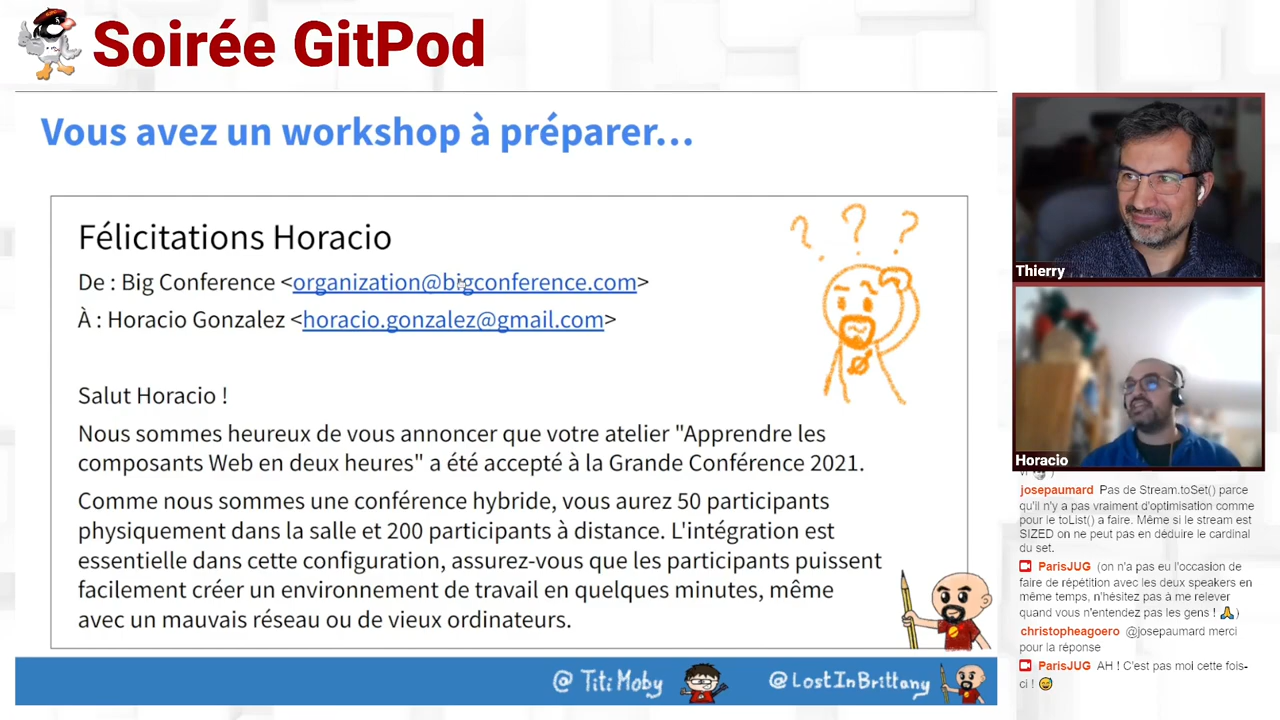 Soirée GitPod
Vous avez un workshop à préparer...
Félicitations Horacio
De : Big Conference <organization@bigconference.com>
À : Horacio Gonzalez <horacio.gonzalez@gmail.com>
Salut Horacio !
Nous sommes heureux de vous annoncer que votre atelier "Apprendre les
composants Web en deux heures" a été accepté à la Grande Conférence 2021.
Comme nous sommes une conférence hybride, vous aurez 50 participants
physiquement dans la salle et 200 participants à distance. L'intégration est
essentielle dans cette configuration, assurez-vous que les participants puissent
facilement créer un environnement de travail en quelques minutes, même
avec un mauvais réseau ou de vieux ordinateurs.
? ? ?
@TitiMoby
@LostInBrittany
Thierry
Horacio
josepaumard Pas de Stream.toSet() parce
qu'il n'y a pas vraiment d'optimisation comme
pour le toList() a faire. Même si le stream est
SIZED on ne peut pas en déduire le cardinal
du set.
ParisJUG (on n'a pas eu l'occasion de
faire de répétition avec les deux speakers en
même temps, n'hésitez pas à me relever
quand vous n'entendez pas les gens ! 🙏)
christopheagoero @josepaumard merci
pour la réponse
ParisJUG AH ! C'est pas moi cette fois-
ci ! 😅